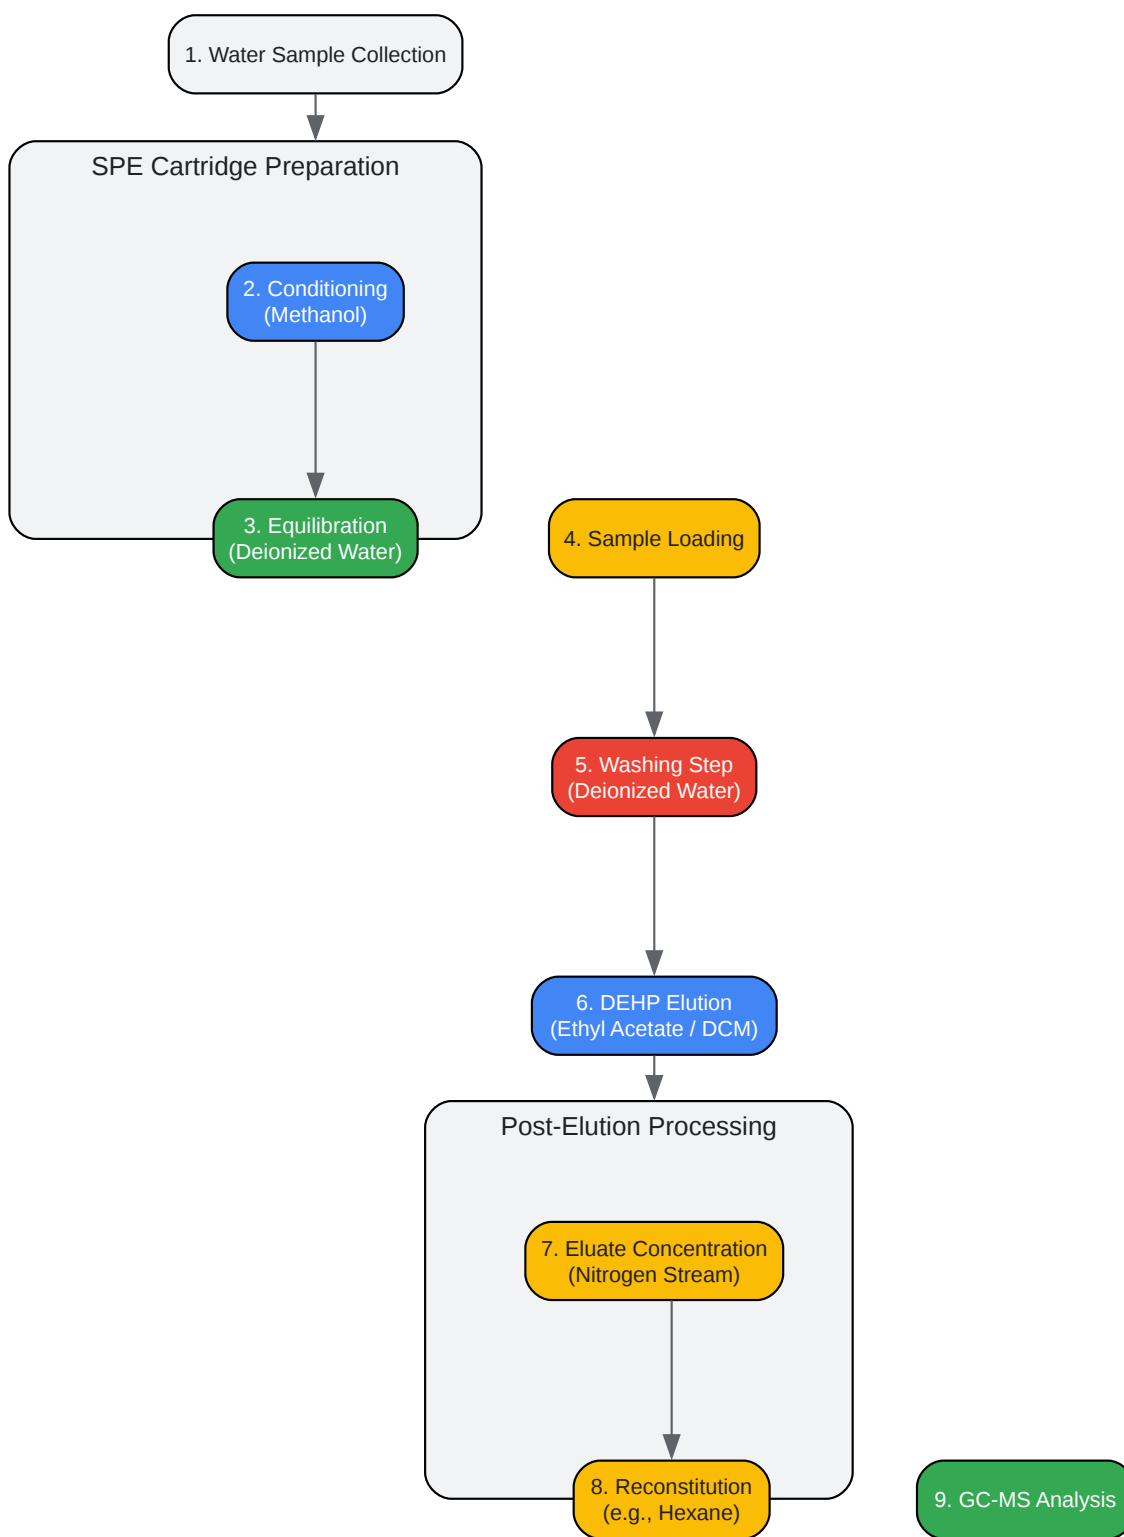 1. Water Sample Collection
SPE Cartridge Preparation
2. Conditioning
(Methanol)
3. Equilibration
(Deionized Water)
4. Sample Loading
5. Washing Step
(Deionized Water)
6. DEHP Elution
(Ethyl Acetate / DCM)
Post-Elution Processing
7. Eluate Concentration
(Nitrogen Stream)
8. Reconstitution
(e.g., Hexane)
9. GC-MS Analysis